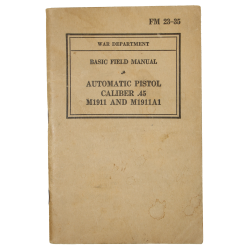 FM 23-35
WAR DEPARTMENT
BASIC FIELD MANUAL
AUTOMATIC PISTOL
CALIBER .45
M1911 AND M1911A1